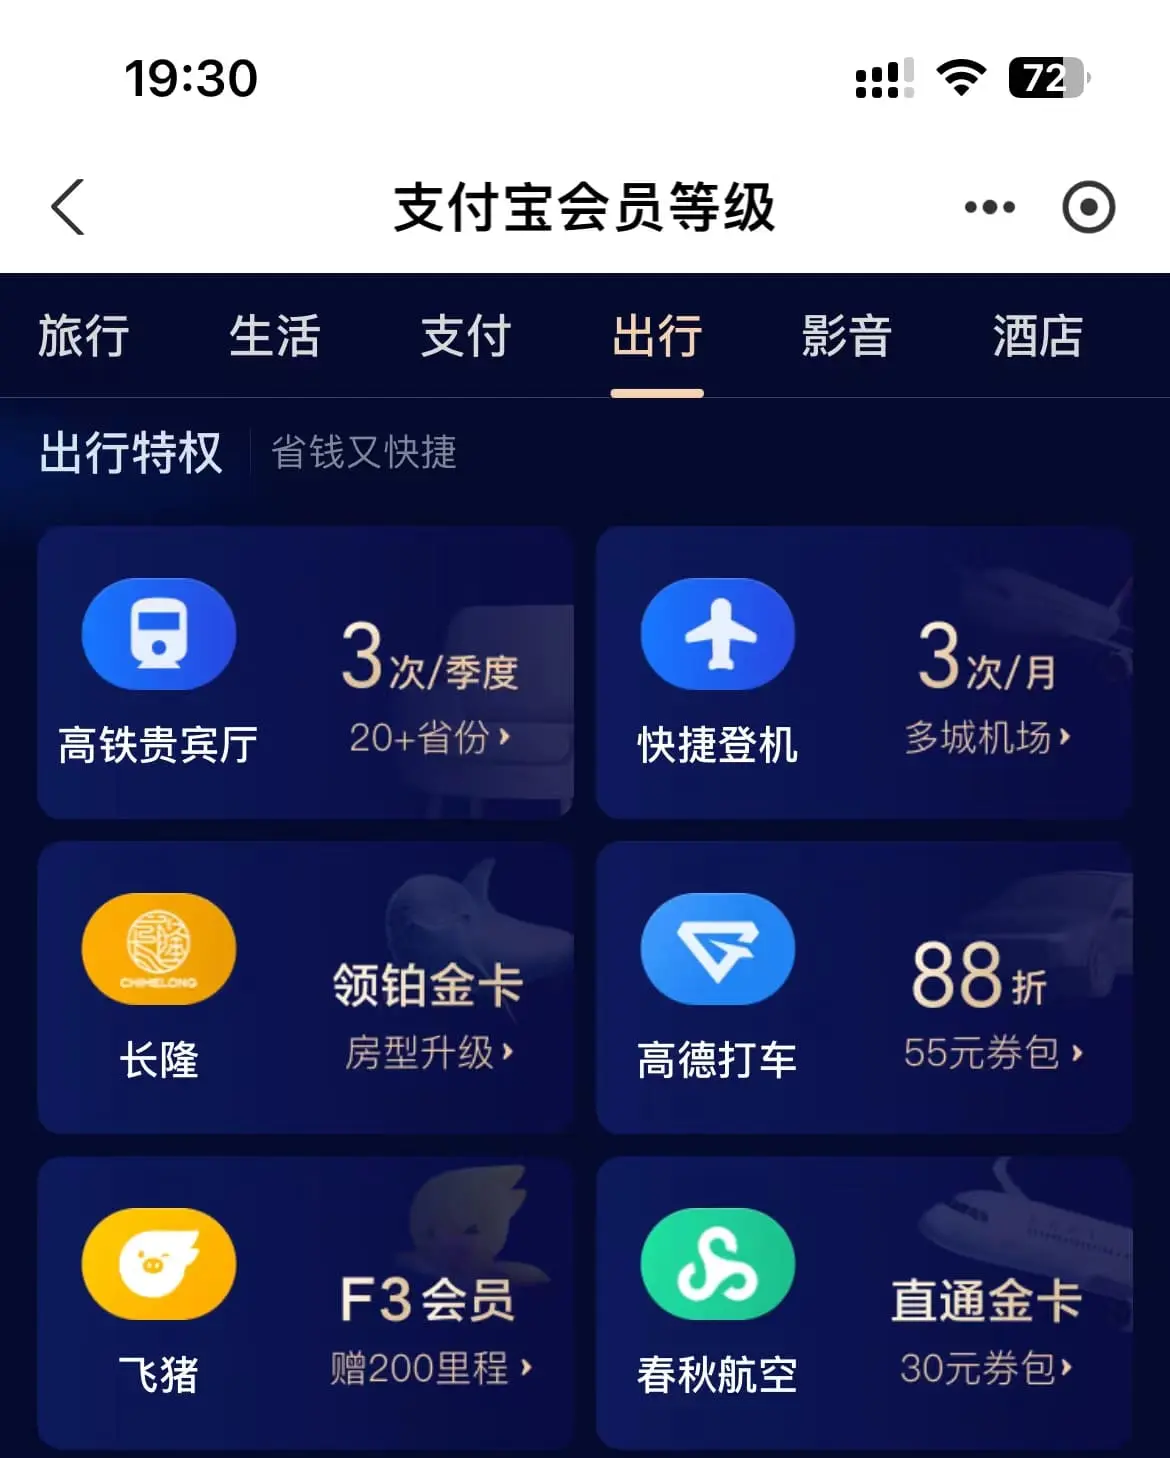 19:30
72
支付宝会员等级
旅行 生活 支付 出行 影音 酒店
出行特权 省钱又快捷
高铁贵宾厅
3次/季度
20+省份
快捷登机
3次/月
多城机场
CHIMELONG
长隆
领铂金卡
房型升级
高德打车
88折
55元券包
飞猪
F3会员
赠200里程
春秋航空
直通金卡
30元券包